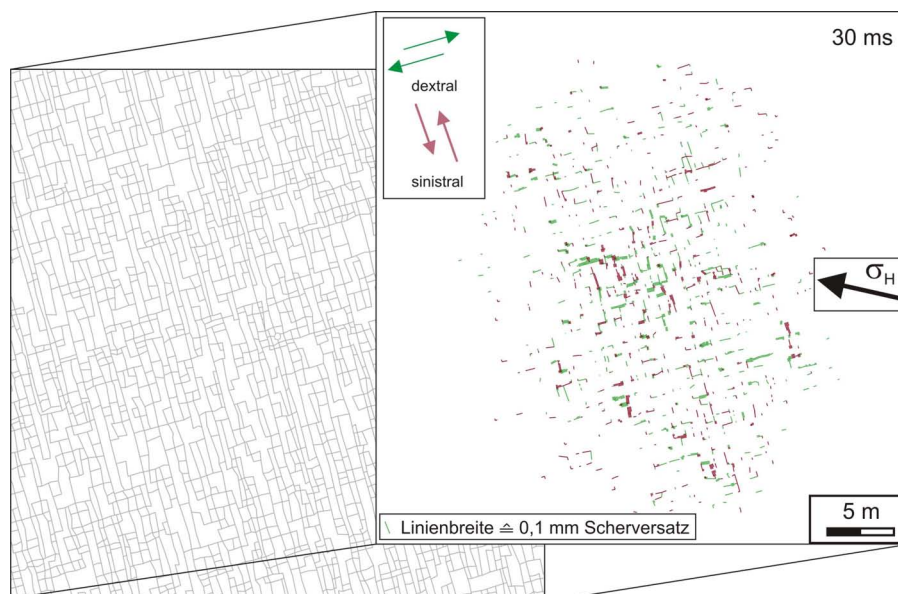 30 ms
dextral
sinistral
σH
Linienbreite ≙ 0,1 mm Scherversatz
5 m